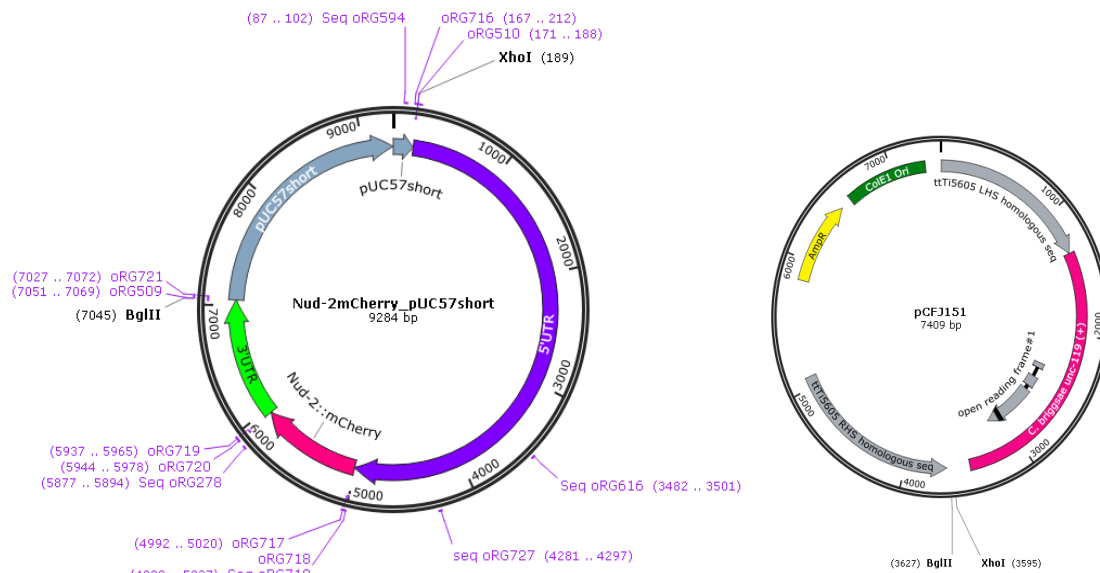 (87 .. 102) Seq oRG594
oRG716 (167 .. 212)
oRG510 (171 .. 188)
XhoI (189)
9000
1000
pUC57short
pUC57short
8000
2000
(7027 .. 7072) oRG721
(7051 .. 7069) oRG509
(7045) BglII
7000
Nud-2mCherry_pUC57short
9284 bp
5'UTR
3'UTR
3000
Nud-2::mCherry
6000
(5937 .. 5965) oRG719
(5944 .. 5978) oRG720
(5877 .. 5894) Seq oRG278
4000
5000
Seq oRG616 (3482 .. 3501)
(4992 .. 5020) oRG717
oRG718
seq oRG727 (4281 .. 4297)
7000
ColE1 Ori
ttTi5605 LHS homologous seq
1000
AmpR
6000
pCFJ151
7409 bp
2000
C. briggsae unc-119 (+)
open reading frame#1
5000
ttTi5605 RHS homologous seq
3000
4000
(3627) BglII
XhoI (3595)